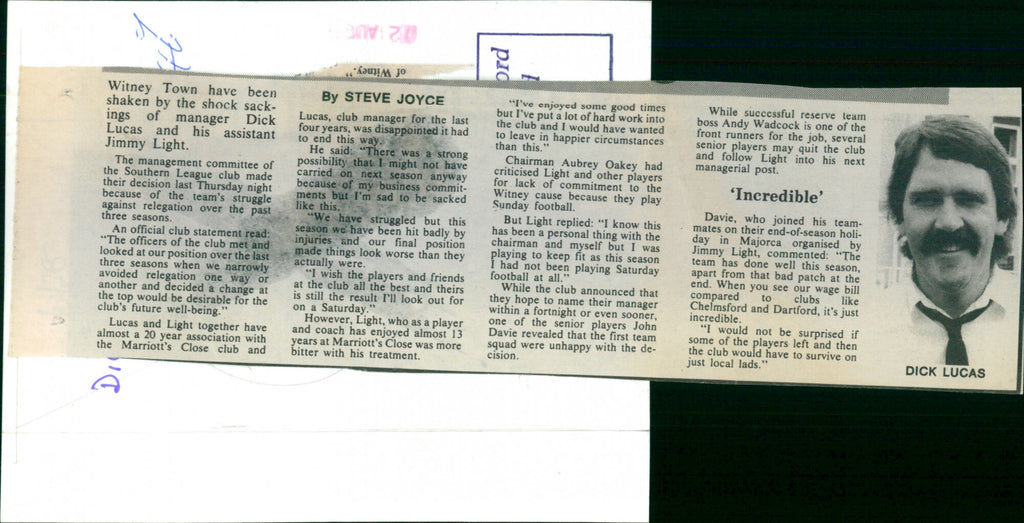 of Witney."
ord
Witney Town have been
shaken by the shock sack-
ings of manager Dick
Lucas and his assistant
Jimmy Light.
The management committee of
the Southern League club made
their decision last Thursday night
because of the team's struggle
against relegation over the past
three seasons.
An official club statement read:
"The officers of the club met and
looked at our position over the last
three seasons when we narrowly
avoided relegation one way or
another and decided a change at
the top would be desirable for the
club's future well-being."
Lucas and Light together have
almost a 20 year association with
the Marriott's Close club and
By STEVE JOYCE
Lucas, club manager for the last
four years, was disappointed it had
to end this way.
He said: "There was a strong
possibility that I might not have
carried on next season anyway
because of my business commit-
ments but I'm sad to be sacked
like this.
"We have struggled but this
season we have been hit badly by
injuries and our final position
made things look worse than they
actually were.
"I wish the players and friends
at the club all the best and theirs
is still the result I'll look out for
on a Saturday."
However, Light, who as a player
and coach has enjoyed almost 13
years at Marriott's Close was more
bitter with his treatment.
"I've enjoyed some good times
but I've put a lot of hard work into
the club and I would have wanted
to leave in happier circumstances
than this."
Chairman Aubrey Oakey had
criticised Light and other players
for lack of commitment to the
Witney cause because they play
Sunday football.
But Light replied: "I know this
has been a personal thing with the
chairman and myself but I was
playing to keep fit as this season
I had not been playing Saturday
football at all."
While the club announced that
they hope to name their manager
within a fortnight or even sooner,
one of the senior players John
Davie revealed that the first team
squad were unhappy with the de-
cision.
While successful reserve team
boss Andy Wadcock is one of the
front runners for the job, several
senior players may quit the club
and follow Light into his next
managerial post.
'Incredible'
Davie, who joined his team-
mates on their end-of-season holi-
day in Majorca organised by
Jimmy Light, commented: "The
team has done well this season,
apart from that bad patch at the
end. When you see our wage bill
compared to clubs like
Chelmsford and Dartford, it's just
incredible.
"I would not be surprised if
some of the players left and then
the club would have to survive on
just local lads."
DICK LUCAS